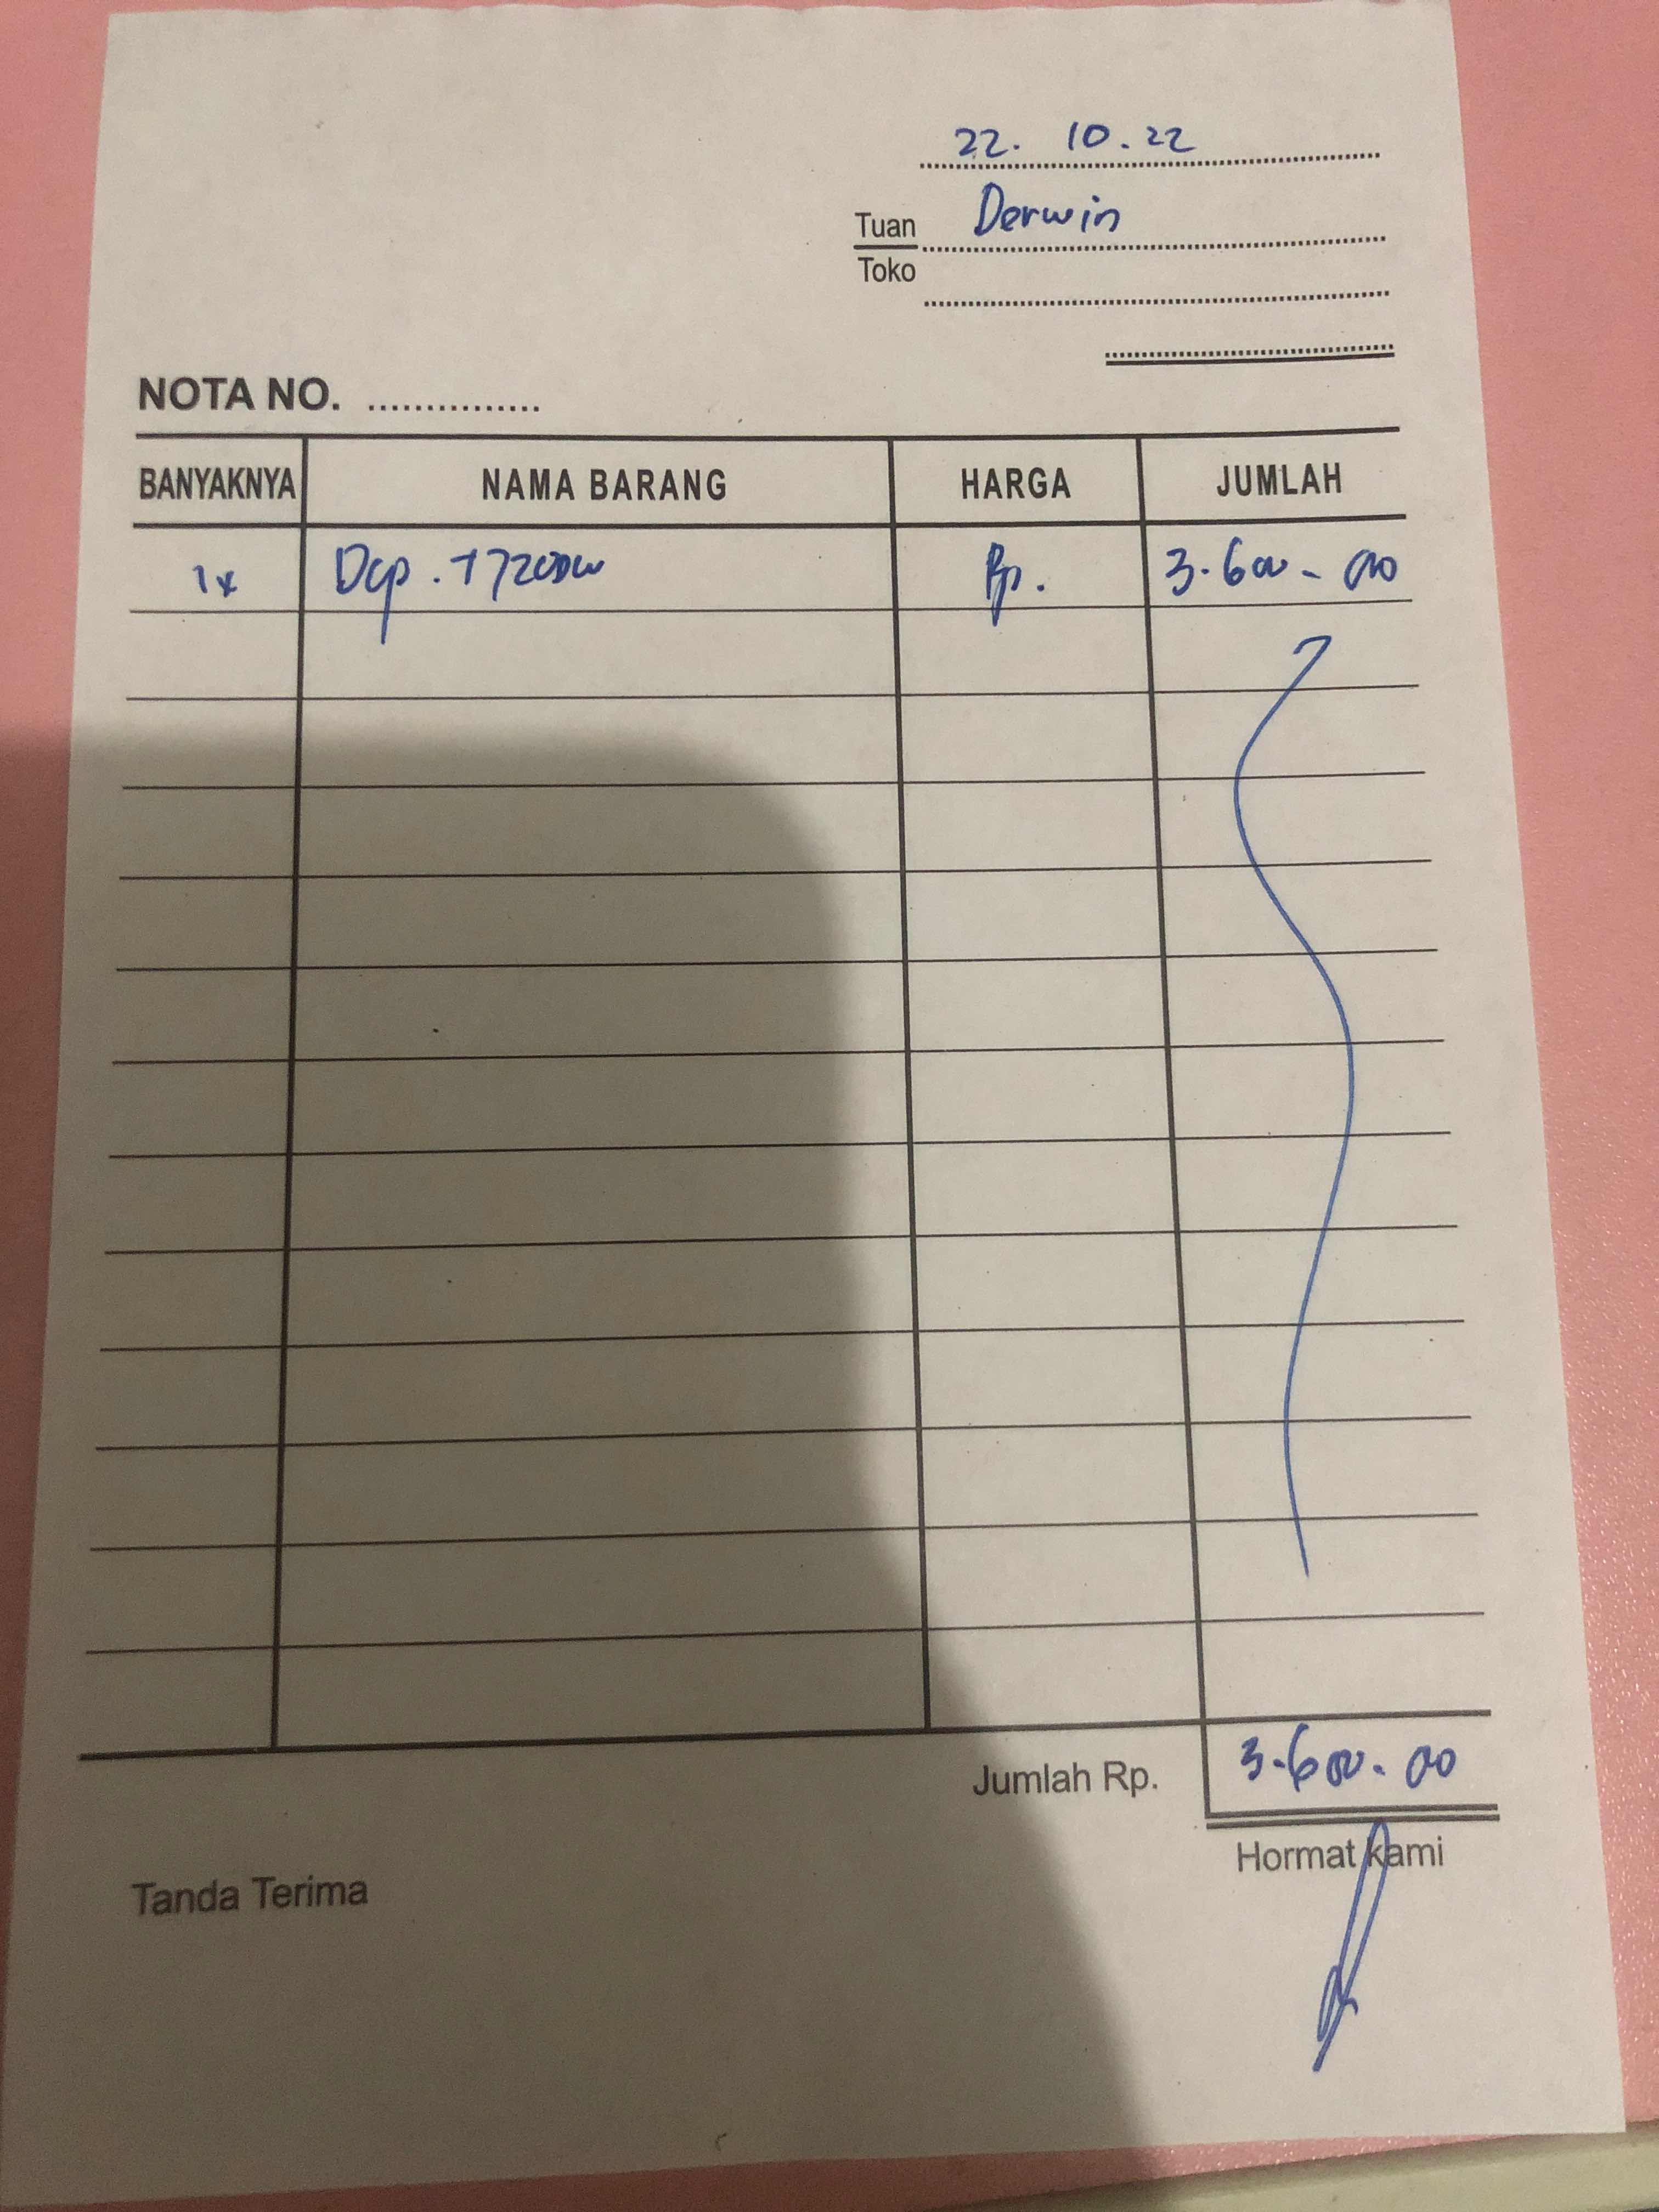 22. 10. 22
Tuan Derwin
Toko
NOTA NO. ...............
BANYAKNYA NAMA BARANG HARGA JUMLAH
1x Dcp. T720DW Rp. 3.600.00
Jumlah Rp. 3.600.00
Hormat kami
Tanda Terima